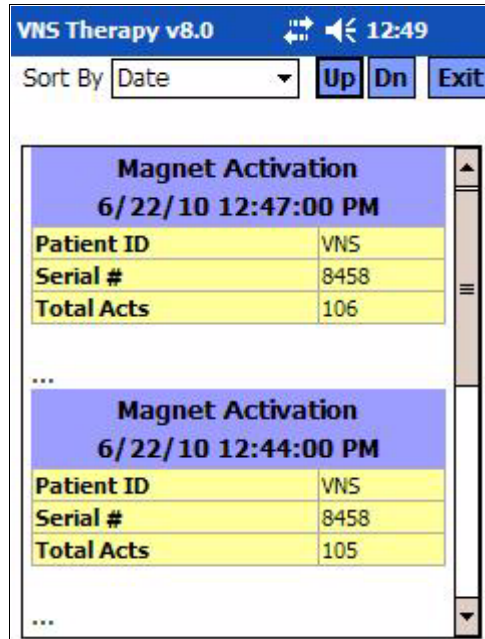 VNS Therapy v8.0 12:49
Sort By Date Up Dn Exit
Magnet Activation
6/22/10 12:47:00 PM
Patient ID VNS
Serial # 8458
Total Acts 106
...
Magnet Activation
6/22/10 12:44:00 PM
Patient ID VNS
Serial # 8458
Total Acts 105
...